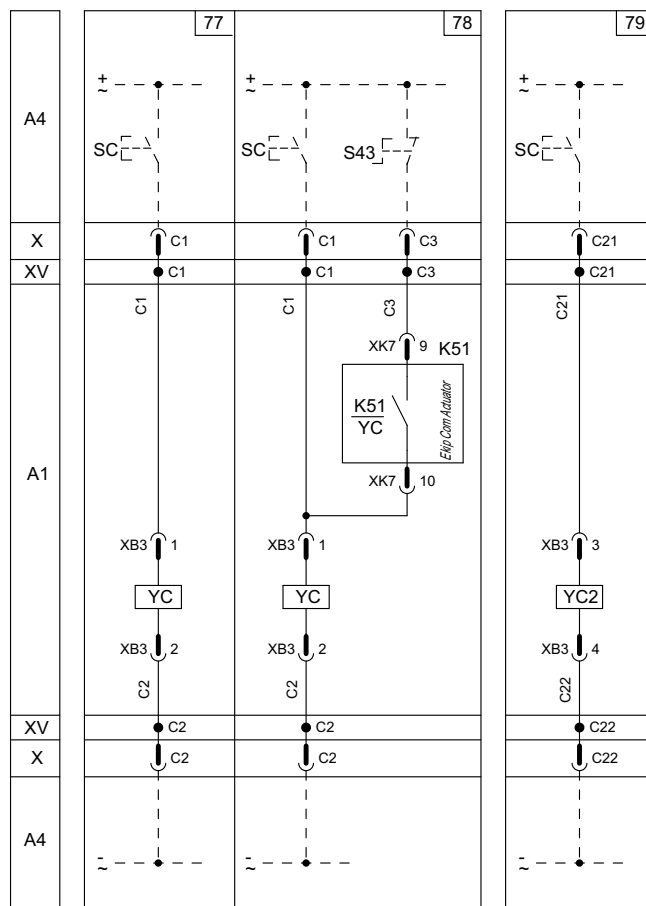 77 78 79
+ + +
~ ~ ~
A4
SC SC S43 SC
X C1 C1 C3 C21
XV C1 C1 C3 C21
C1 C1 C3 C21
XK7 9 K51
K51
YC
Ekip Com Actuator
A1
XK7 10
XB3 1 XB3 1 XB3 3
YC YC YC2
XB3 2 XB3 2 XB3 4
C2 C2 C22
XV C2 C2 C22
X C2 C2 C22
A4
- - -
~ ~ ~